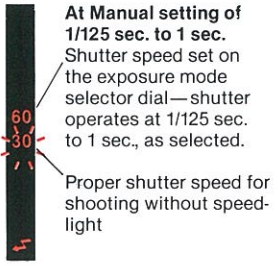 At Manual setting of
1/125 sec. to 1 sec.
Shutter speed set on
the exposure mode
selector dial—shutter
operates at 1/125 sec.
to 1 sec., as selected.
60
30
Proper shutter speed for
shooting without speed-
light